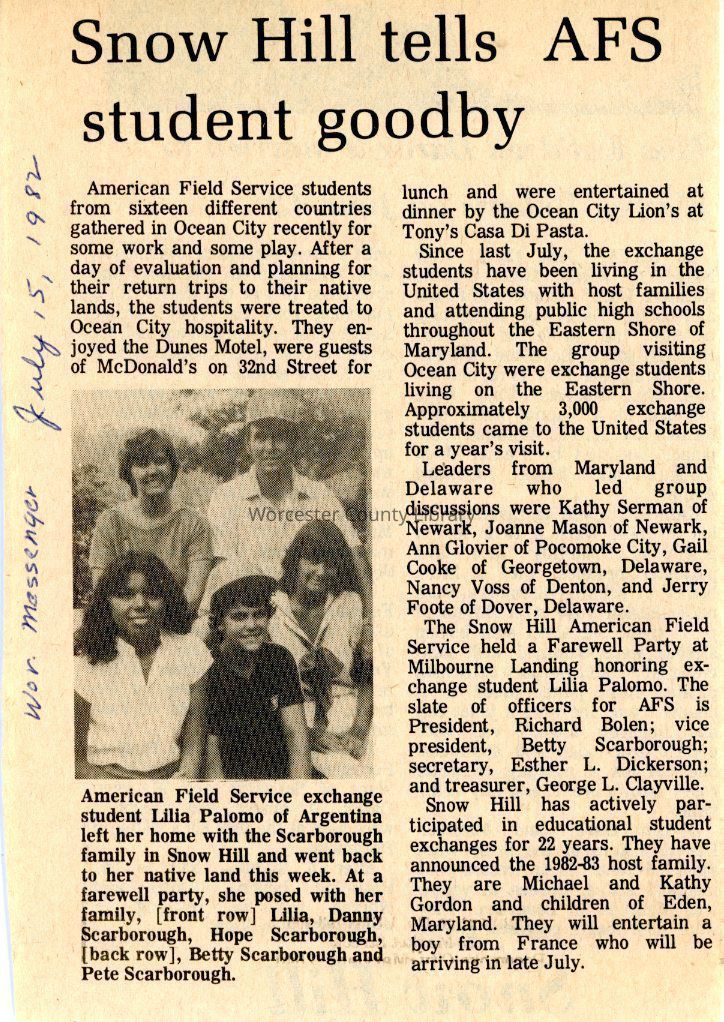 Snow Hill tells AFS
student goodby
July 15, 1982
Wor. Messenger
American Field Service students
from sixteen different countries
gathered in Ocean City recently for
some work and some play. After a
day of evaluation and planning for
their return trips to their native
lands, the students were treated to
Ocean City hospitality. They en-
joyed the Dunes Motel, were guests
of McDonald's on 32nd Street for
American Field Service exchange
student Lilia Palomo of Argentina
left her home with the Scarborough
family in Snow Hill and went back
to her native land this week. At a
farewell party, she posed with her
family, [front row] Lilia, Danny
Scarborough, Hope Scarborough,
[back row], Betty Scarborough and
Pete Scarborough.
lunch and were entertained at
dinner by the Ocean City Lion's at
Tony's Casa Di Pasta.
Since last July, the exchange
students have been living in the
United States with host families
and attending public high schools
throughout the Eastern Shore of
Maryland. The group visiting
Ocean City were exchange students
living on the Eastern Shore.
Approximately 3,000 exchange
students came to the United States
for a year's visit.
Leaders from Maryland and
Delaware who led group
discussions were Kathy Serman of
Newark, Joanne Mason of Newark,
Ann Glovier of Pocomoke City, Gail
Cooke of Georgetown, Delaware,
Nancy Voss of Denton, and Jerry
Foote of Dover, Delaware.
The Snow Hill American Field
Service held a Farewell Party at
Milbourne Landing honoring ex-
change student Lilia Palomo. The
slate of officers for AFS is
President, Richard Bolen; vice
president, Betty Scarborough;
secretary, Esther L. Dickerson;
and treasurer, George L. Clayville.
Snow Hill has actively par-
ticipated in educational student
exchanges for 22 years. They have
announced the 1982-83 host family.
They are Michael and Kathy
Gordon and children of Eden,
Maryland. They will entertain a
boy from France who will be
arriving in late July.
Worcester County Library